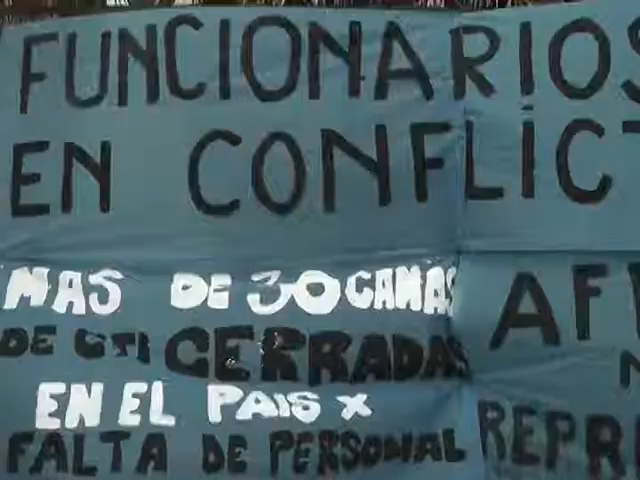 FUNCIONARIOS
EN CONFLICT
MAS DE 30 CAMAS
DE CTI CERRADAS
EN EL PAIS X
FALTA DE PERSONAL